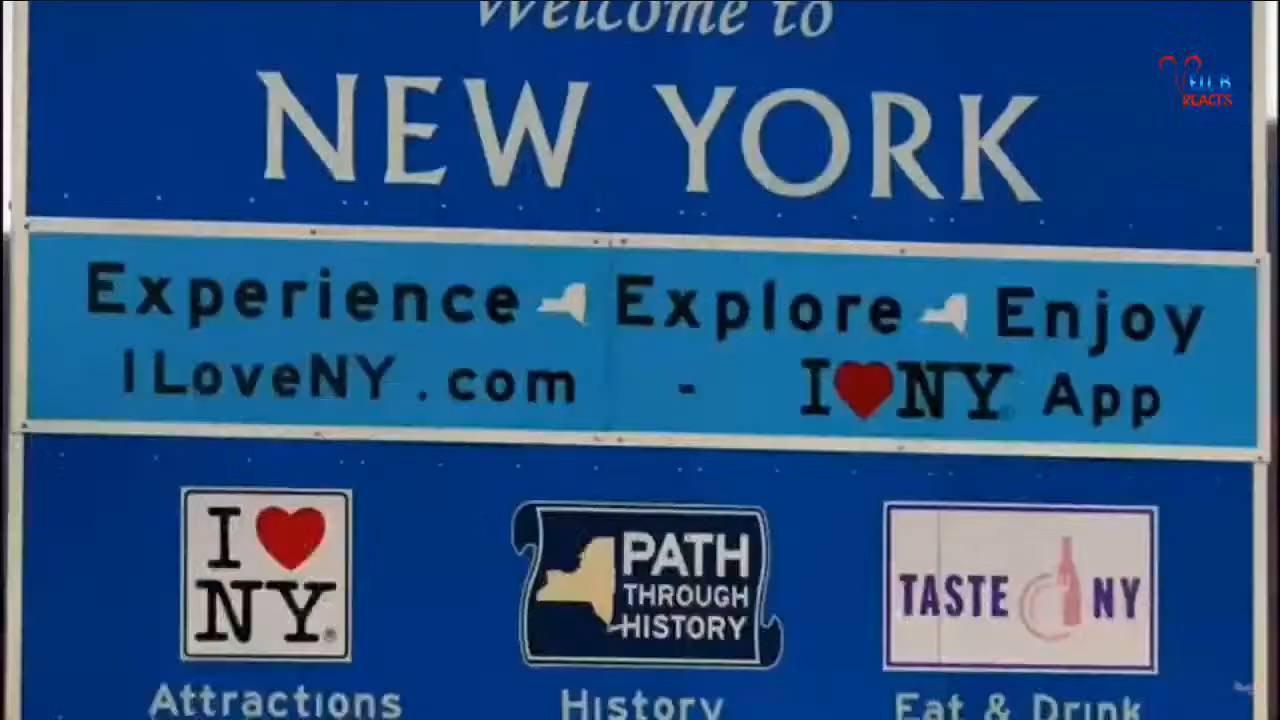 Welcome to
NEW YORK
Experience Explore Enjoy
ILoveNY.com - I❤NY® App
I❤
NY®
PATH
THROUGH
HISTORY
TASTE NY
Attractions
History
Eat & Drink
REACTS